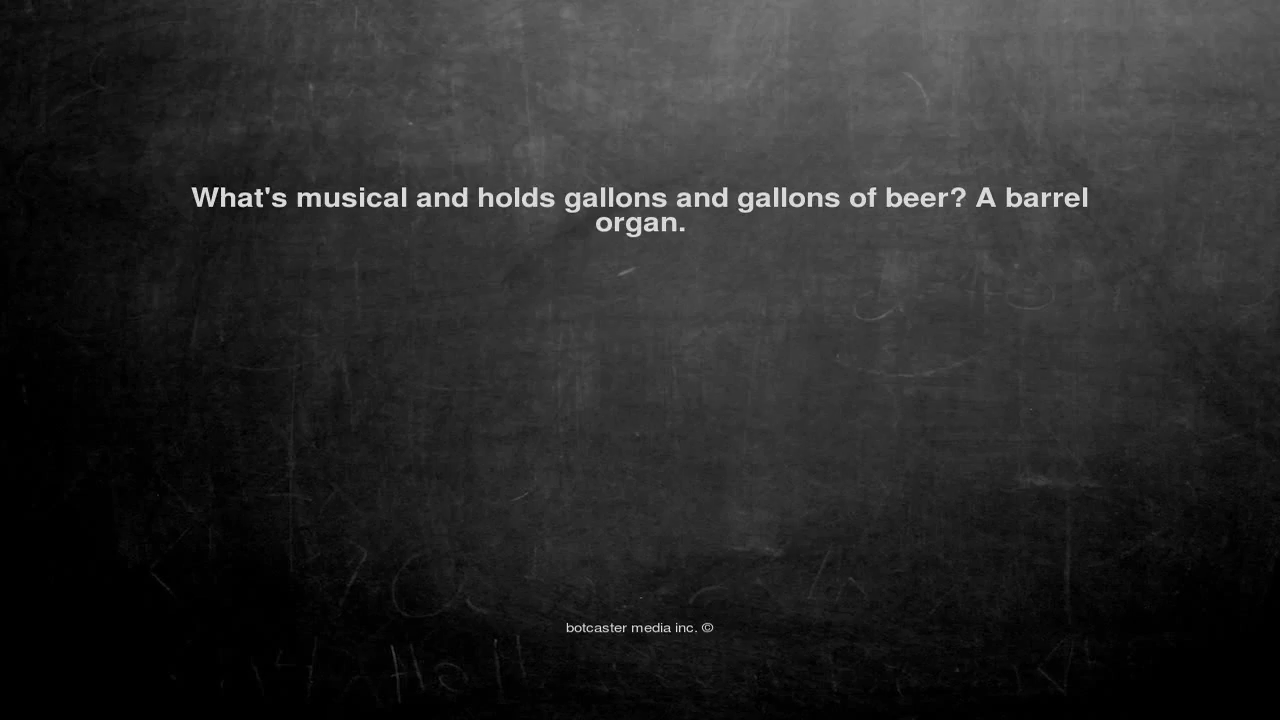 What's musical and holds gallons and gallons of beer? A barrel
organ.
botcaster media inc. ©